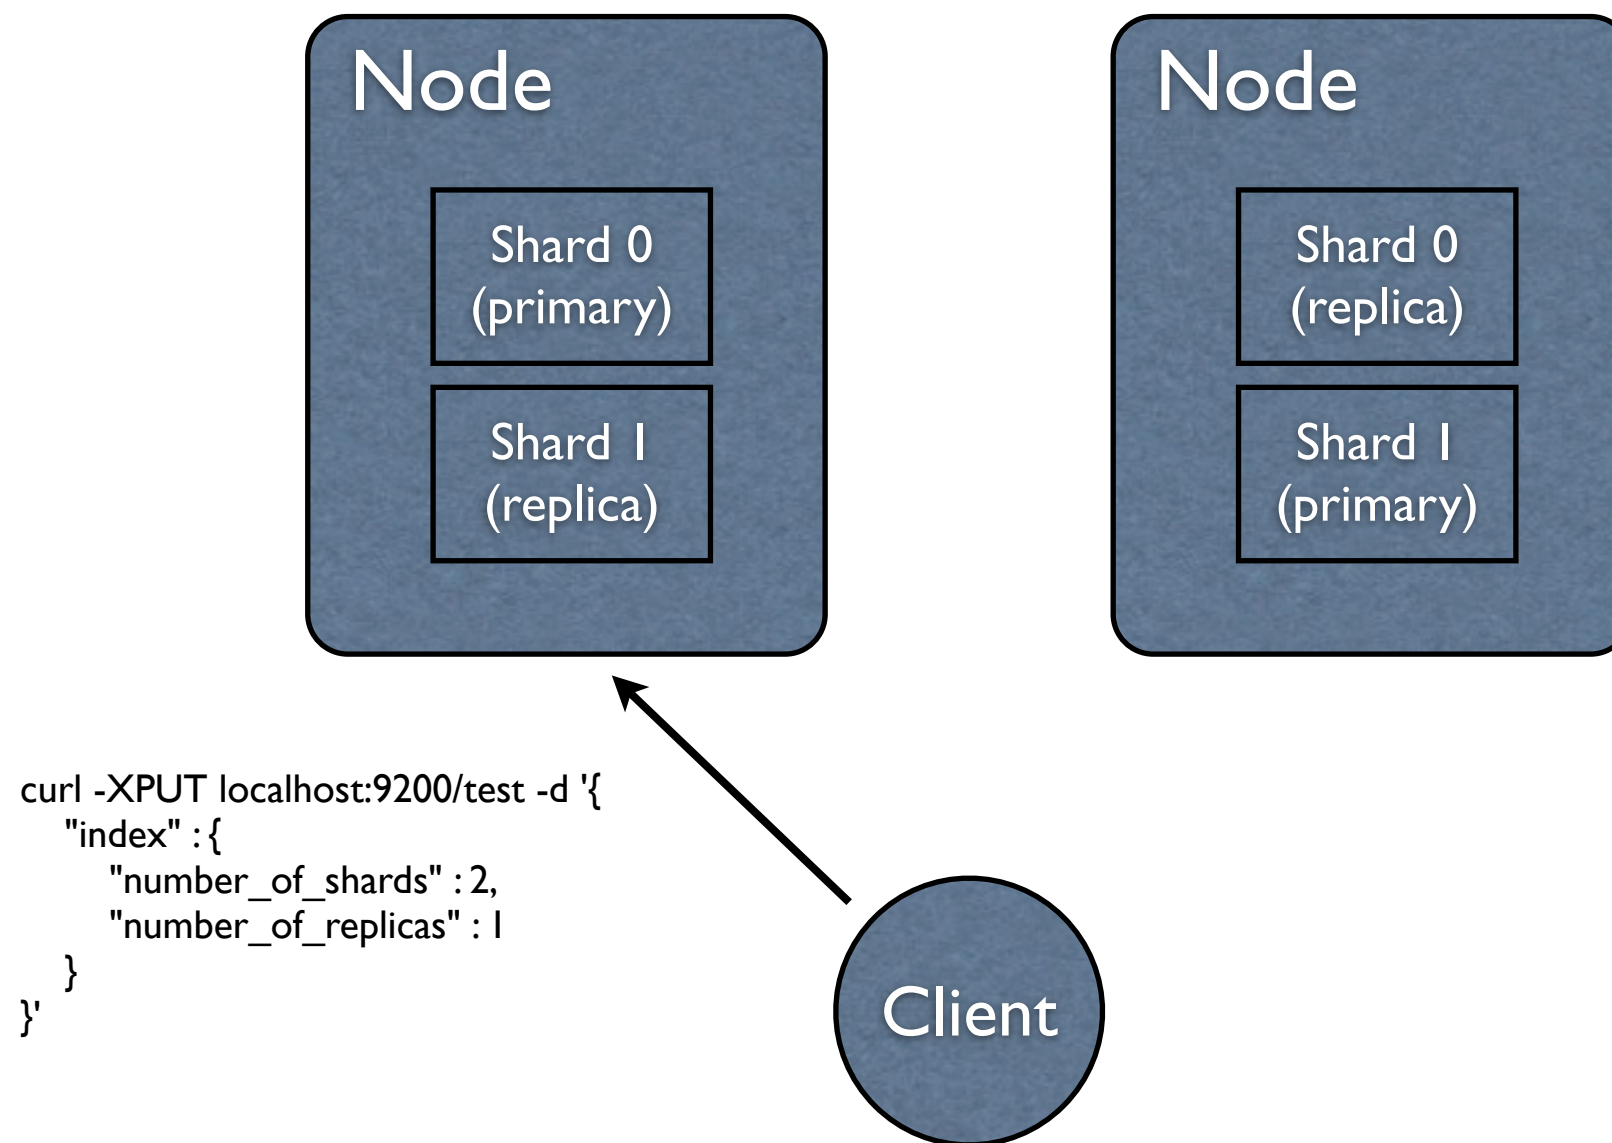 Node
Shard 0
(primary)
Shard 1
(replica)
Node
Shard 0
(replica)
Shard 1
(primary)
curl -XPUT localhost:9200/test -d '{
"index" : {
"number_of_shards" : 2,
"number_of_replicas" : 1
}
}'
Client